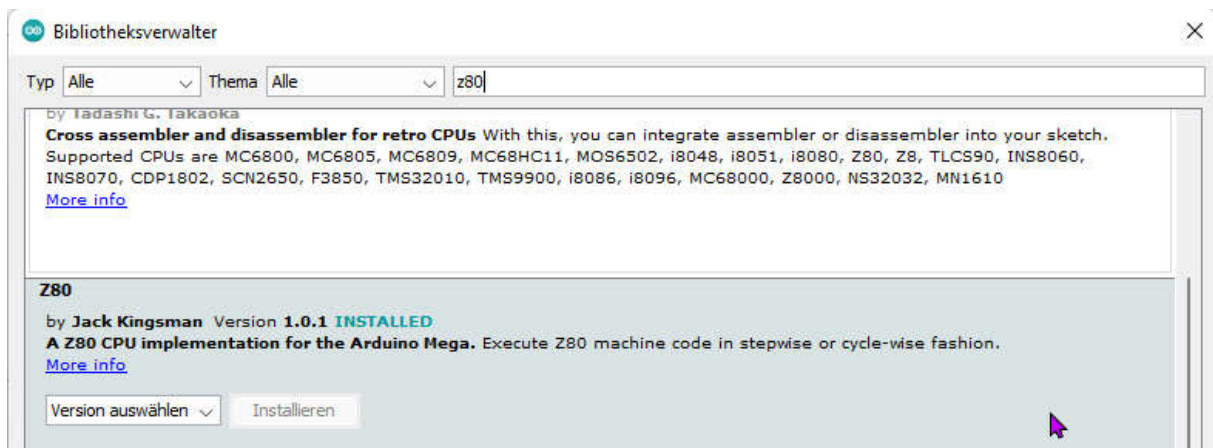 Bibliotheksverwalter
Typ Alle Thema Alle z80
by Tadashi G. Takaoka
Cross assembler and disassembler for retro CPUs With this, you can integrate assembler or disassembler into your sketch.
Supported CPUs are MC6800, MC6805, MC6809, MC68HC11, MOS6502, i8048, i8051, i8080, Z80, Z8, TLCS90, INS8060,
INS8070, CDP1802, SCN2650, F3850, TMS32010, TMS9900, i8086, i8096, MC68000, Z8000, NS32032, MN1610
More info
Z80
by Jack Kingsman Version 1.0.1 INSTALLED
A Z80 CPU implementation for the Arduino Mega. Execute Z80 machine code in stepwise or cycle-wise fashion.
More info
Version auswählen Installieren